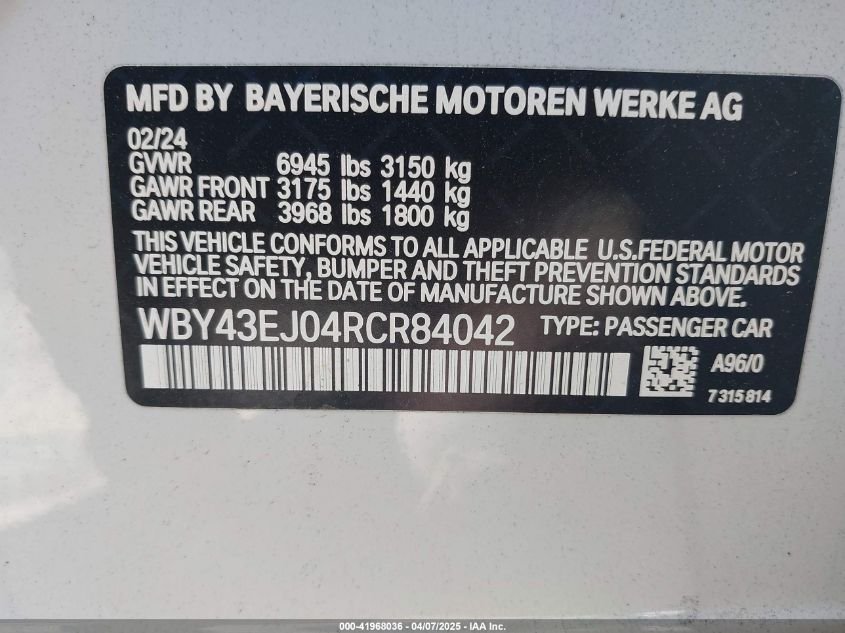 MFD BY BAYERISCHE MOTOREN WERKE AG
02/24
GVWR 6945 lbs 3150 kg
GAWR FRONT 3175 lbs 1440 kg
GAWR REAR 3968 lbs 1800 kg
THIS VEHICLE CONFORMS TO ALL APPLICABLE U.S.FEDERAL MOTOR
VEHICLE SAFETY, BUMPER AND THEFT PREVENTION STANDARDS
IN EFFECT ON THE DATE OF MANUFACTURE SHOWN ABOVE.
WBY43EJ04RCR84042 TYPE: PASSENGER CAR
A96/0
7315814
000-41968036 - 04/07/2025 - IAA Inc.